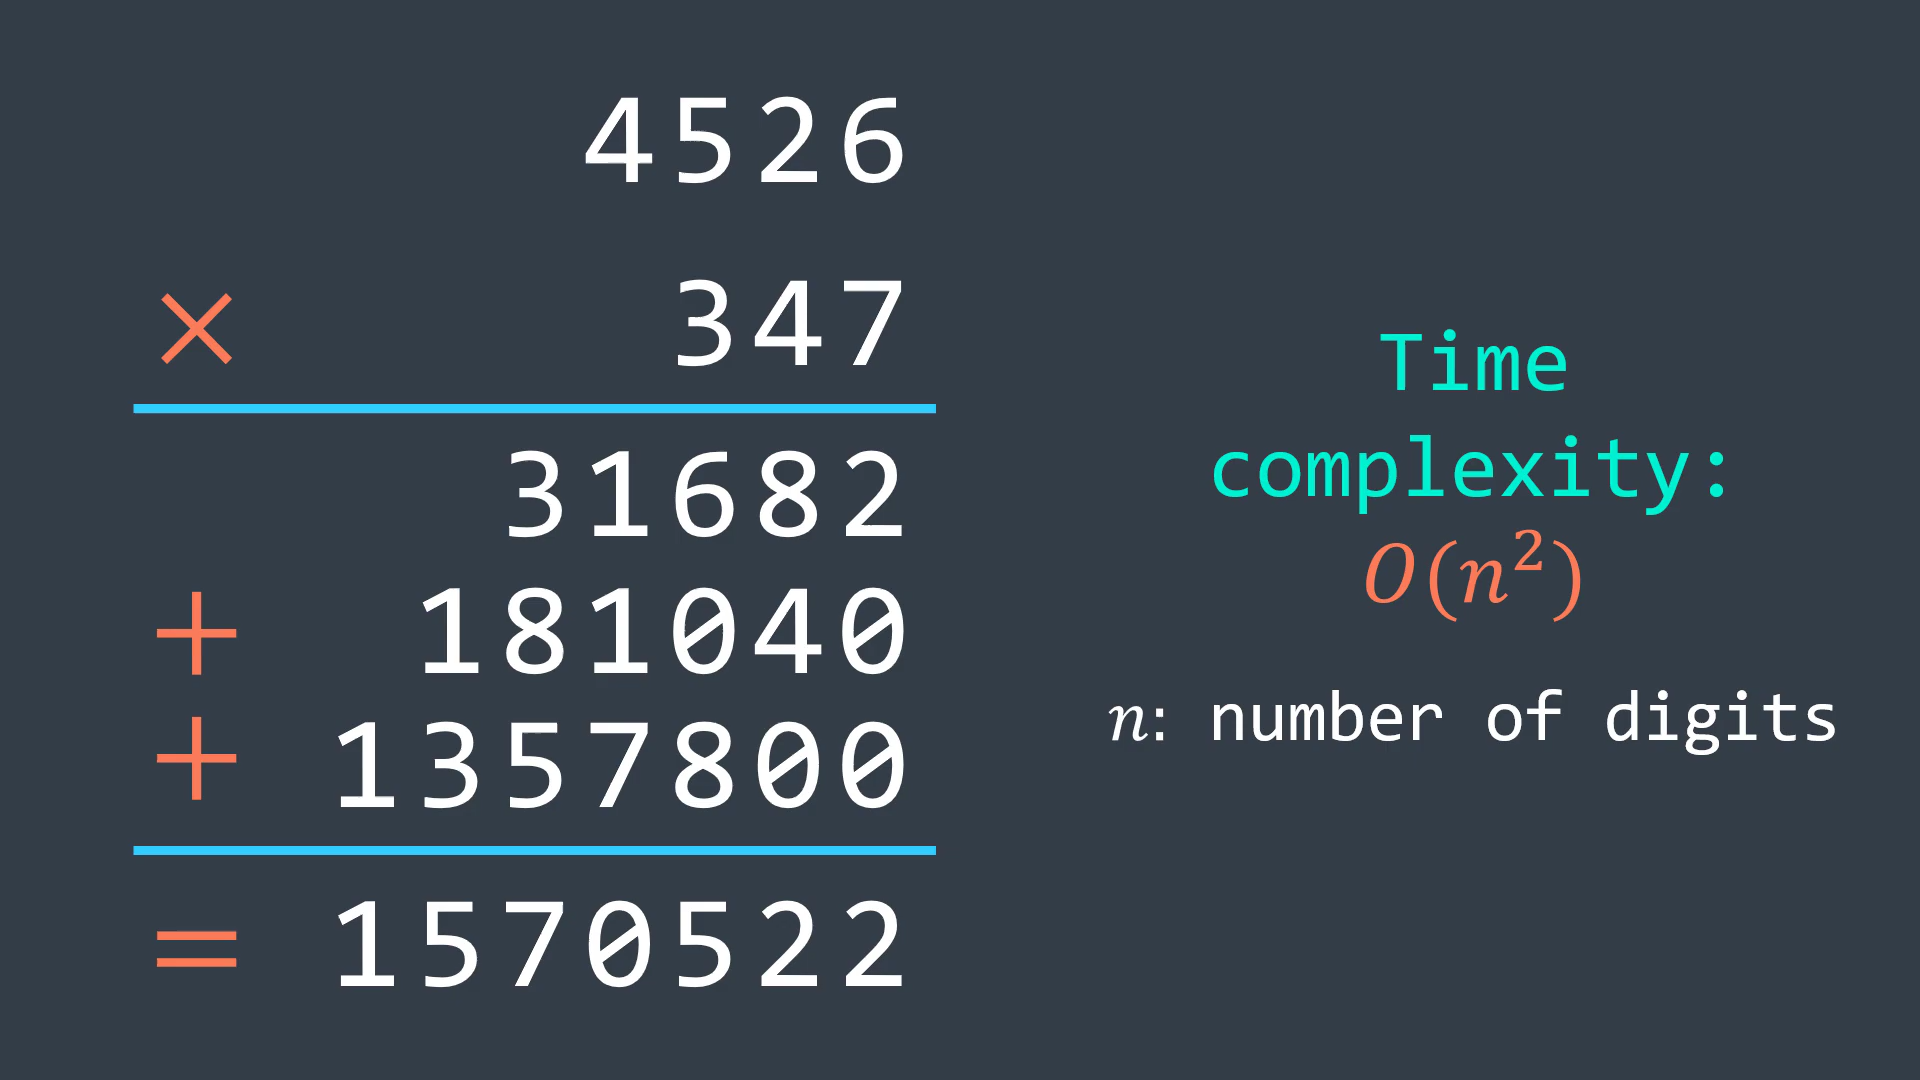 4526
× 347
31682
+ 181040
+ 1357800
= 1570522
Time
complexity:
O(n²)
n: number of digits